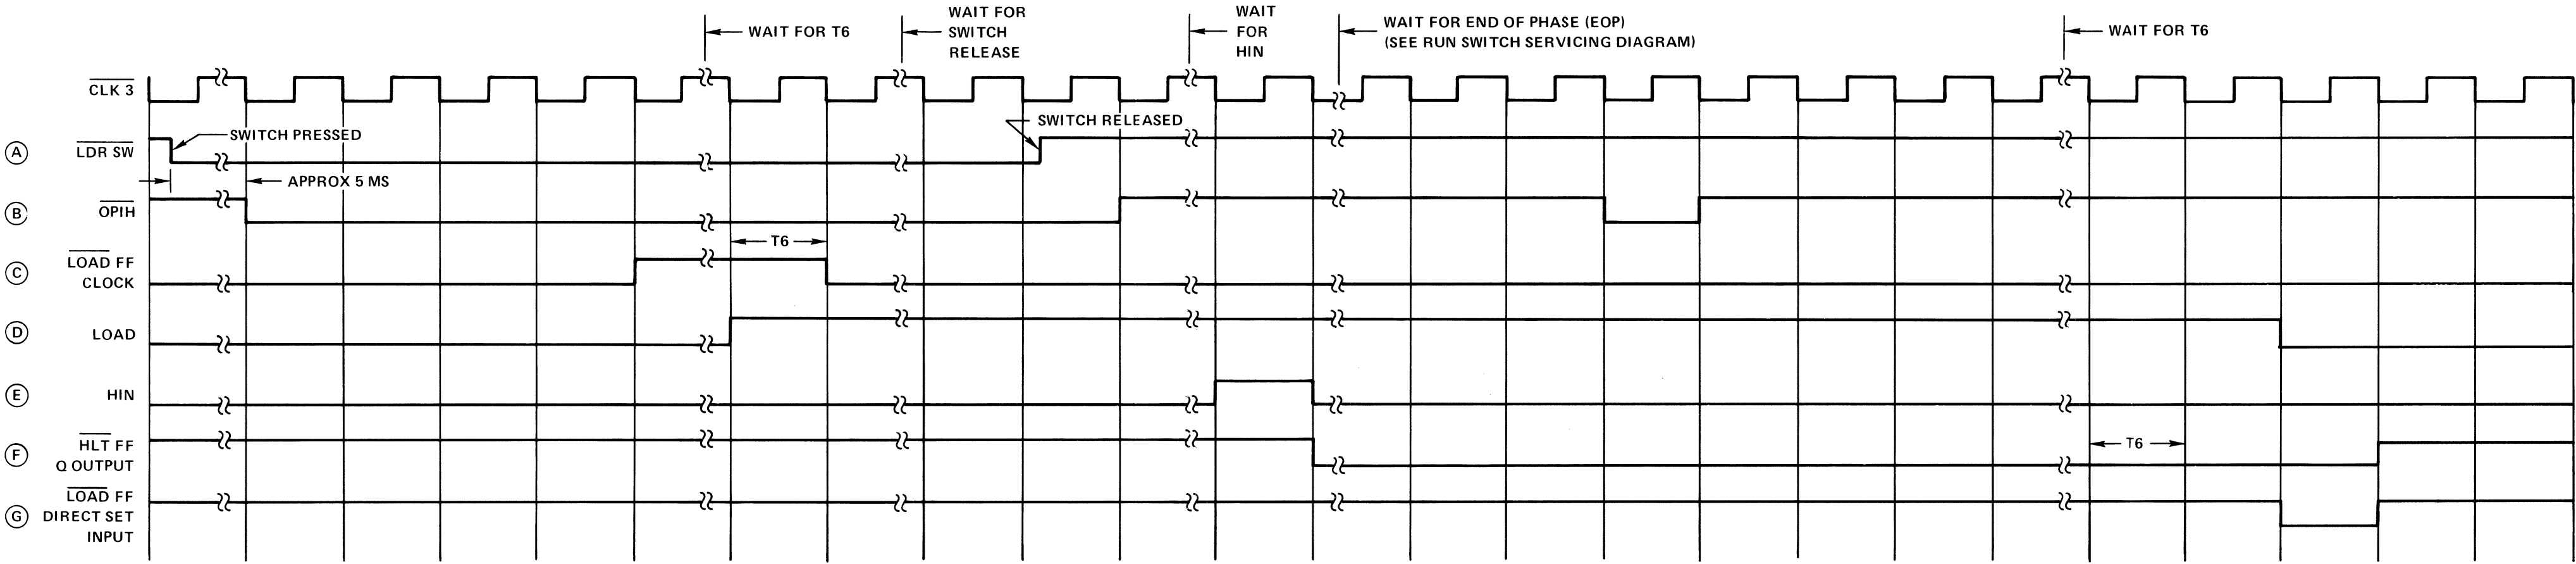 WAIT FOR T6
WAIT FOR
SWITCH
RELEASE
WAIT
FOR
HIN
WAIT FOR END OF PHASE (EOP)
(SEE RUN SWITCH SERVICING DIAGRAM)
WAIT FOR T6
CLK 3
A
LDR SW
SWITCH PRESSED
SWITCH RELEASED
APPROX 5 MS
B
OPIH
T6
C
LOAD FF
CLOCK
D
LOAD
E
HIN
F
HLT FF
Q OUTPUT
T6
G
LOAD FF
DIRECT SET
INPUT